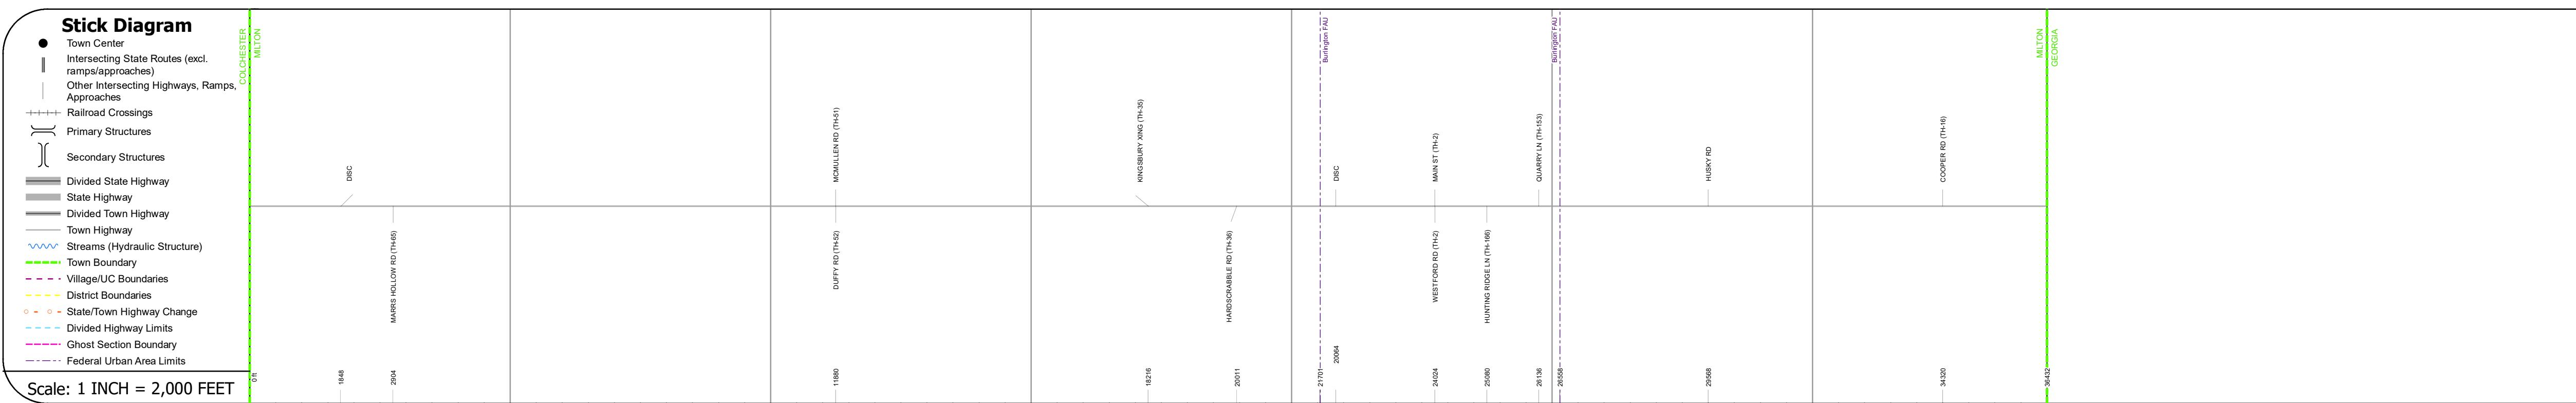 Stick Diagram
Town Center
Intersecting State Routes (excl.
ramps/approaches)
Other Intersecting Highways, Ramps,
Approaches
Railroad Crossings
Primary Structures
Secondary Structures
Divided State Highway
State Highway
Divided Town Highway
Town Highway
Streams (Hydraulic Structure)
Town Boundary
Village/UC Boundaries
District Boundaries
State/Town Highway Change
Divided Highway Limits
Ghost Section Boundary
Federal Urban Area Limits
Scale: 1 INCH = 2,000 FEET
COLCHESTER
MILTON
Burlington FAU
Burlington FAU
MILTON
GEORGIA
DISC
MCMULLEN RD (TH-51)
KINGSBURY XING (TH-35)
DISC
MAIN ST (TH-2)
QUARRY LN (TH-153)
HUSKY RD
COOPER RD (TH-16)
MARRS HOLLOW RD (TH-65)
DUFFY RD (TH-52)
HARDSCRABBLE RD (TH-36)
WESTFORD RD (TH-2)
HUNTING RIDGE LN (TH-166)
0 ft
1848
2904
11880
18216
20011
21701
20064
24024
25080
26136
26558
29568
34320
36432